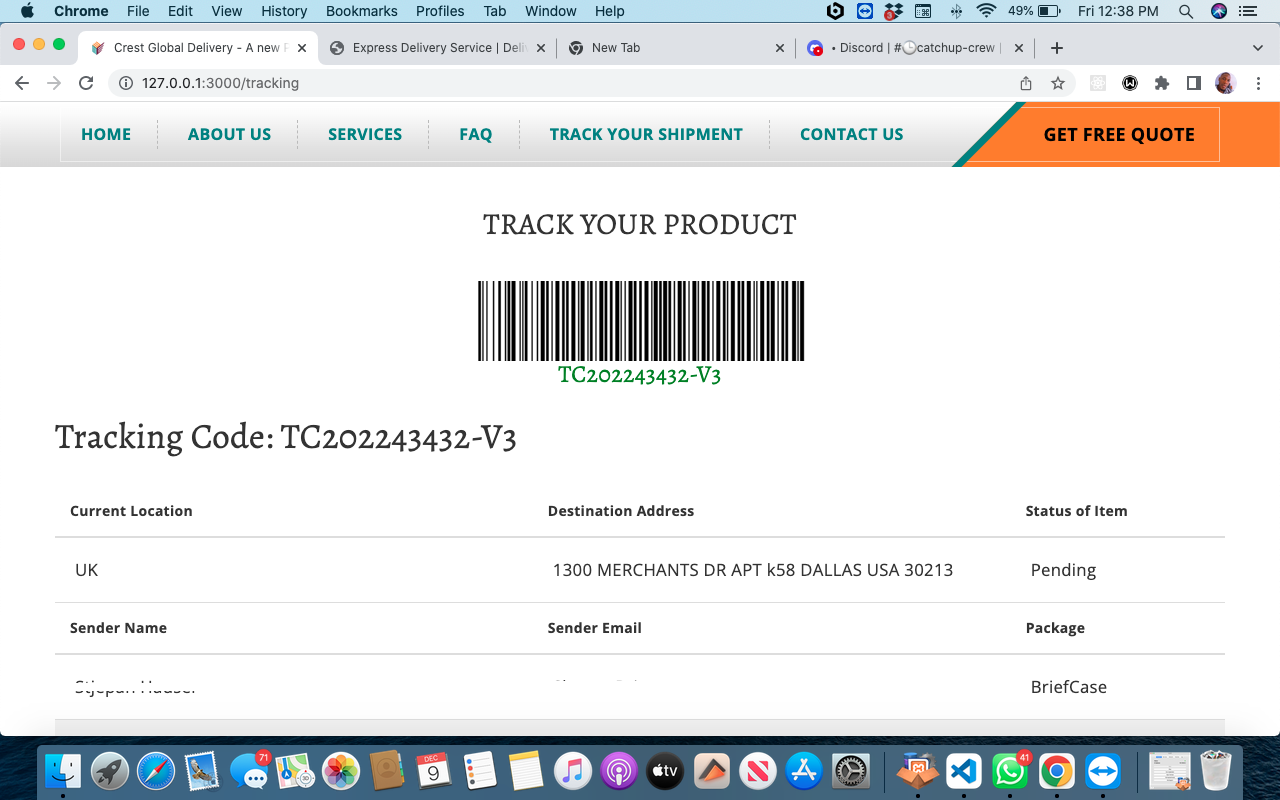 Chrome File Edit View History Bookmarks Profiles Tab Window Help 3 49% Fri 12:38 PM
Crest Global Delivery - A new Express Delivery Service | Deli New Tab • Discord | #🕒catchup-crew |
127.0.0.1:3000/tracking
HOME ABOUT US SERVICES FAQ TRACK YOUR SHIPMENT CONTACT US GET FREE QUOTE
TRACK YOUR PRODUCT
TC202243432-V3
Tracking Code: TC202243432-V3
Current Location Destination Address Status of Item
UK 1300 MERCHANTS DR APT k58 DALLAS USA 30213 Pending
Sender Name Sender Email Package
BriefCase
71 DEC 9 tv 41